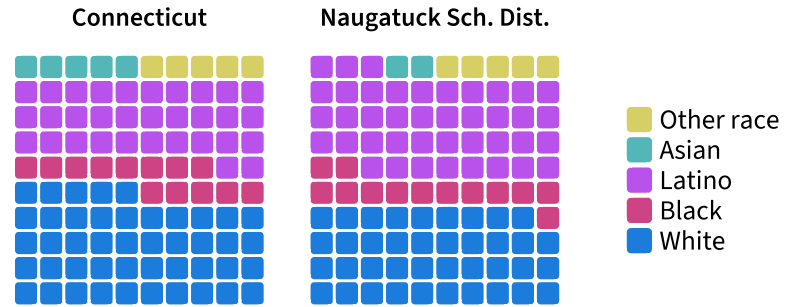 Connecticut
Naugatuck Sch. Dist.
Other race
Asian
Latino
Black
White